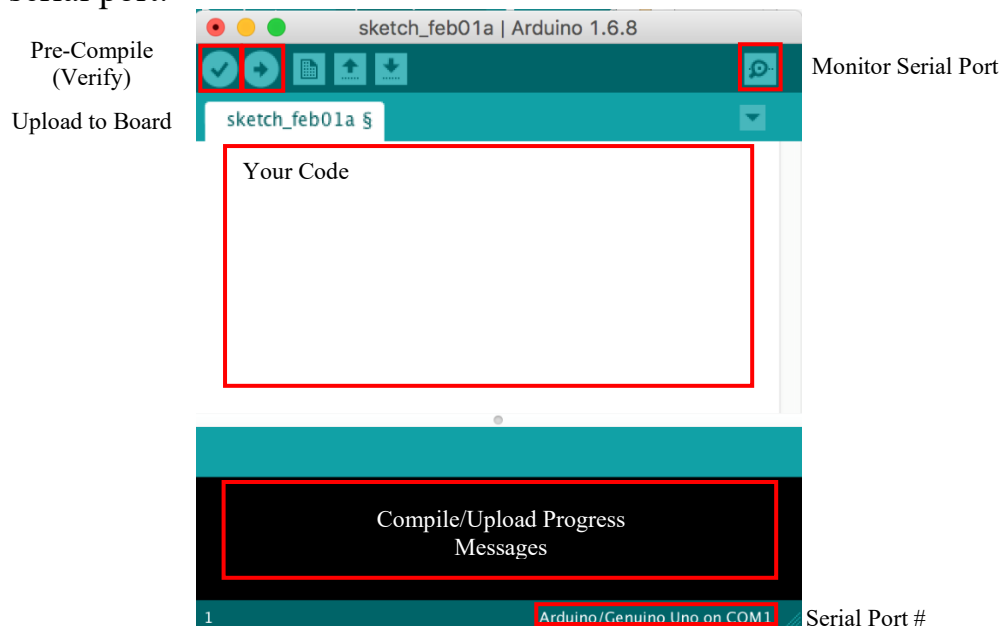 serial port.
sketch_feb01a | Arduino 1.6.8
Pre-Compile
(Verify)
Monitor Serial Port
Upload to Board
sketch_feb01a §
Your Code
Compile/Upload Progress
Messages
1
Arduino/Genuino Uno on COM1
Serial Port #